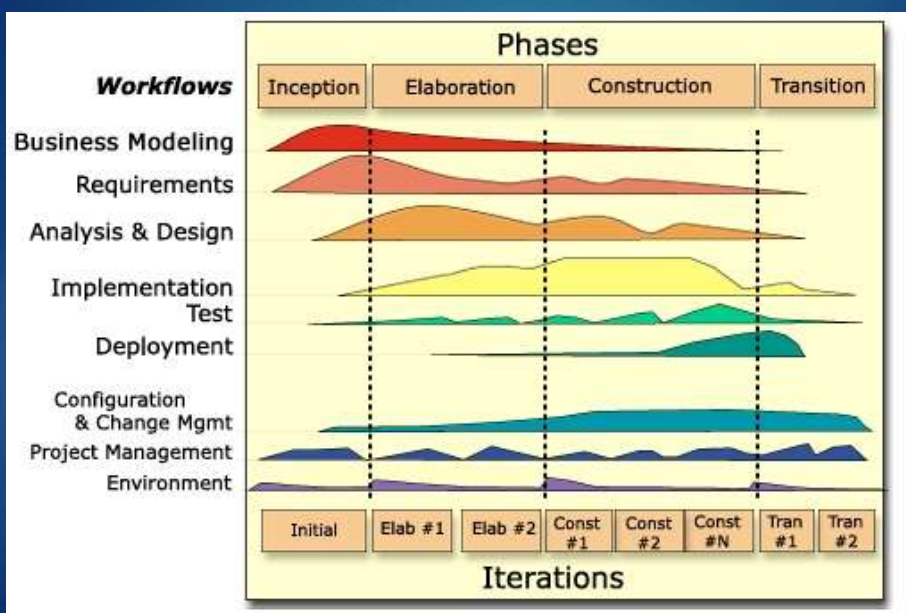 Phases
Workflows
Inception
Elaboration
Construction
Transition
Business Modeling
Requirements
Analysis & Design
Implementation
Test
Deployment
Configuration
& Change Mgmt
Project Management
Environment
Initial
Elab #1
Elab #2
Const
#1
Const
#2
Const
#N
Tran
#1
Tran
#2
Iterations